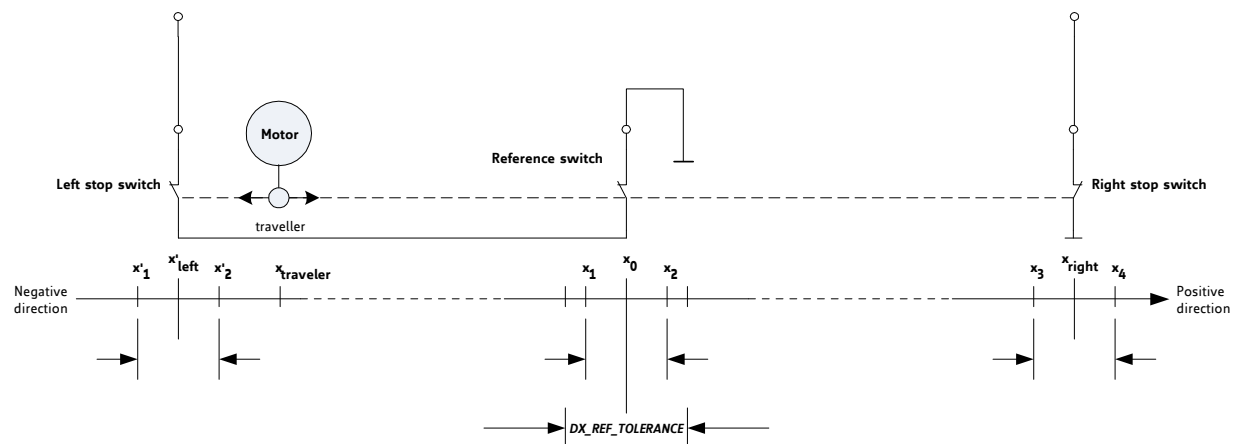 Motor
Reference switch
Left stop switch
Right stop switch
traveller
x'1
x'left
x'2
xtraveler
x1
x0
x2
x3
xright
x4
Negative
direction
Positive
direction
DX_REF_TOLERANCE